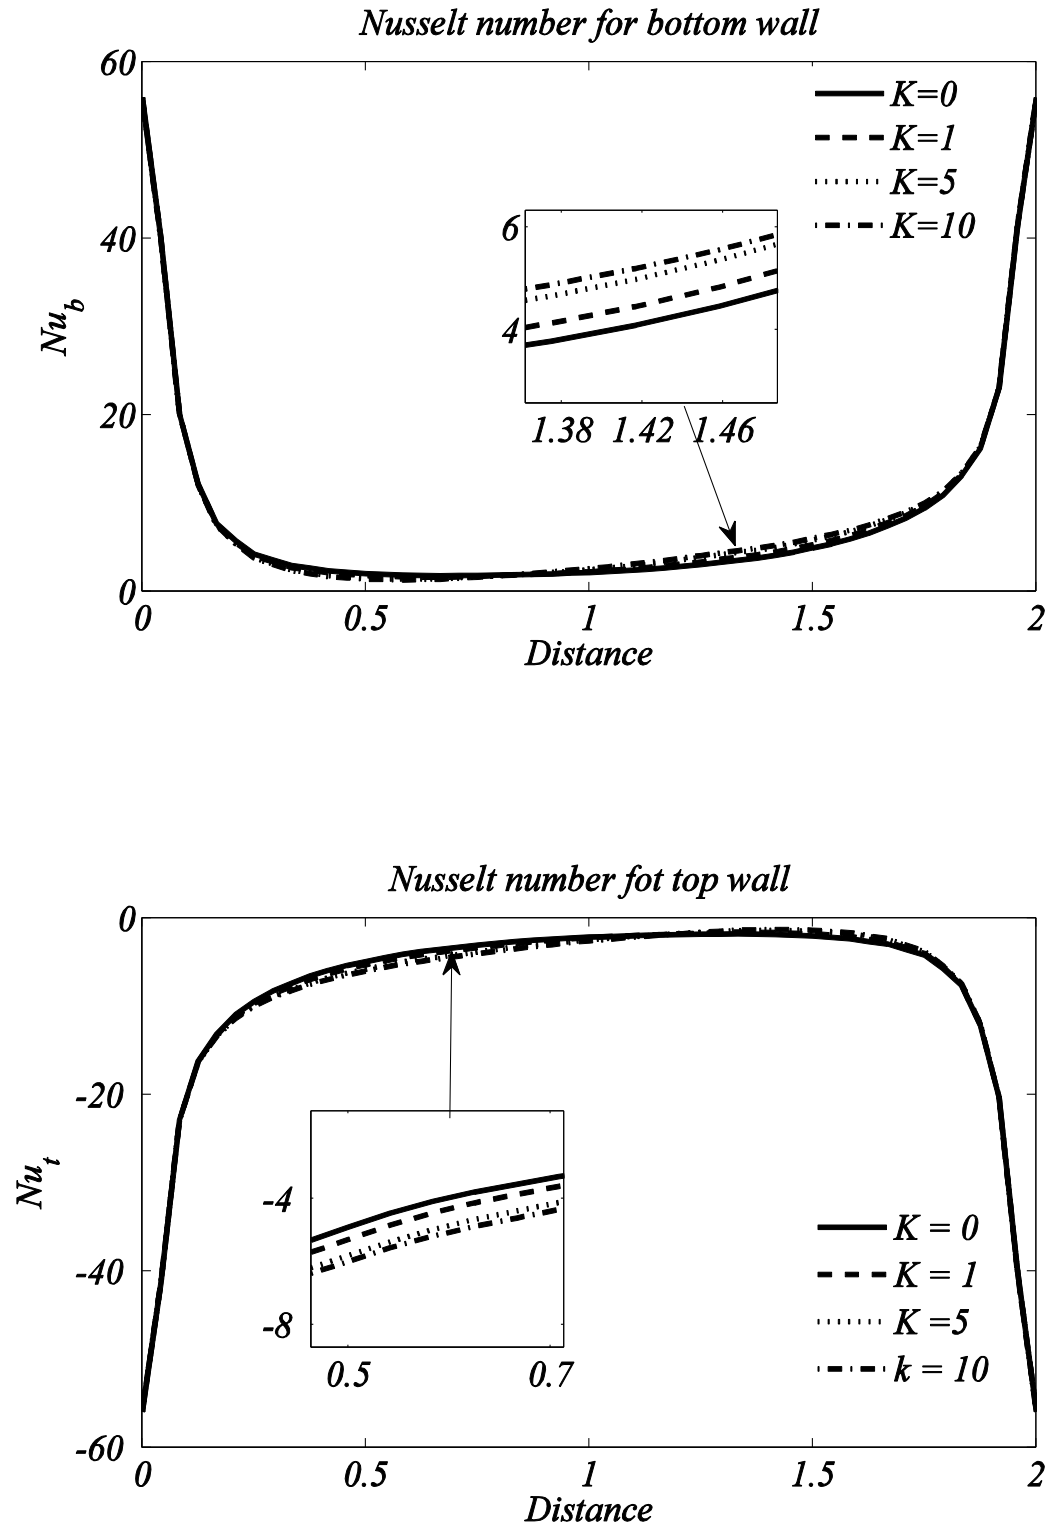 Nusselt number for bottom wall
60
40
20
0
Nu_b
K=0
K=1
K=5
K=10
6
4
1.38 1.42 1.46
0 0.5 1 1.5 2
Distance
Nusselt number fot top wall
0
-20
-40
-60
Nu_t
-4
-8
0.5 0.7
K = 0
K = 1
K =5
k = 10
0 0.5 1 1.5 2
Distance